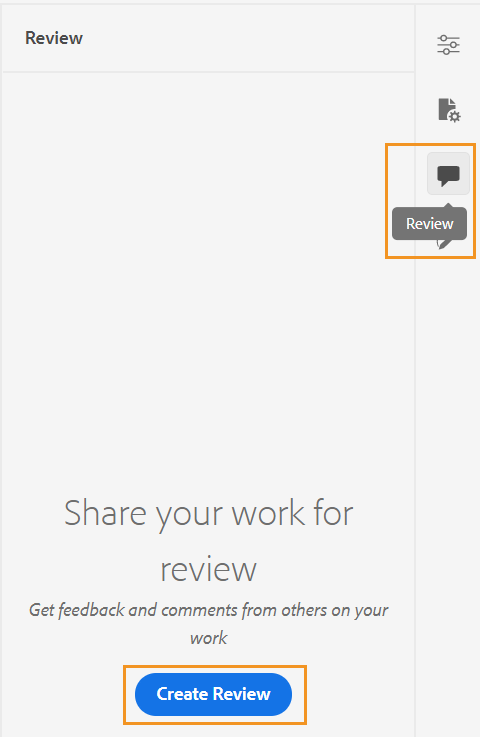 Review
Review
Share your work for
review
Get feedback and comments from others on your
work
Create Review